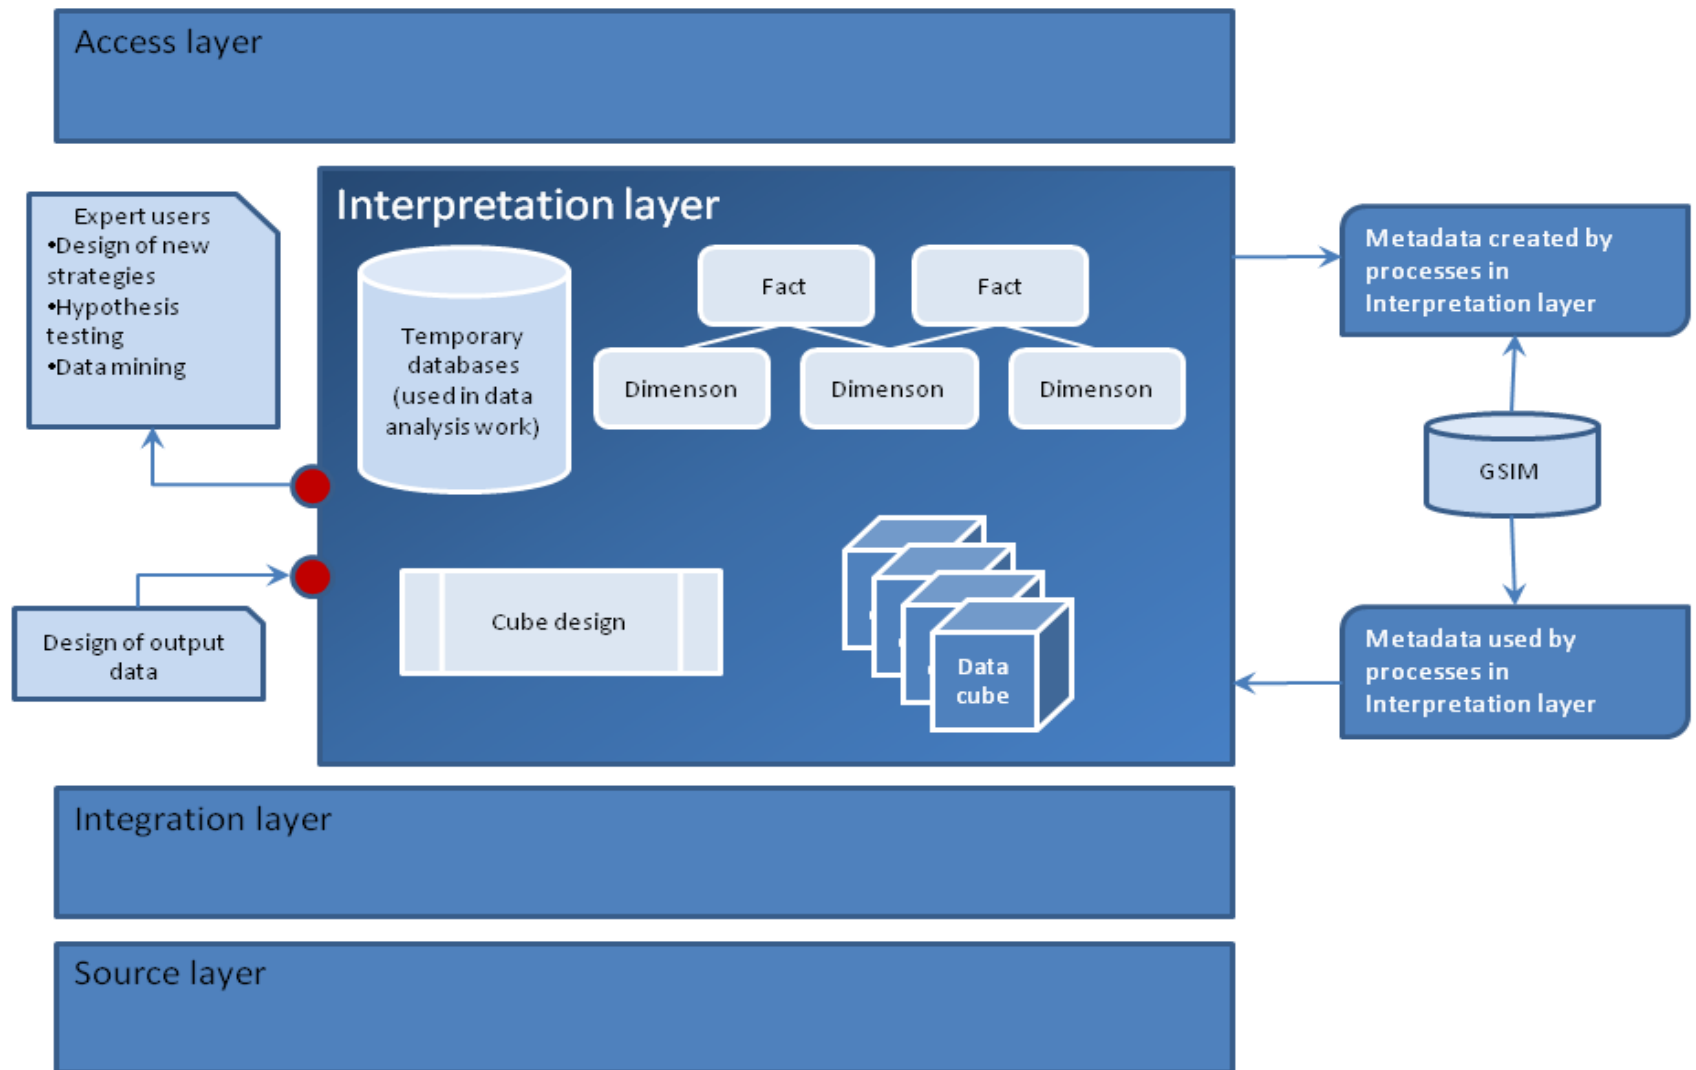 Access layer
Interpretation layer
Expert users
•Design of new
strategies
•Hypothesis
testing
•Data mining
Temporary
databases
(used in data
analysis work)
Fact
Fact
Dimenson
Dimenson
Dimenson
Metadata created by
processes in
Interpretation layer
GSIM
Design of output
data
Cube design
Data
cube
Metadata used by
processes in
Interpretation layer
Integration layer
Source layer